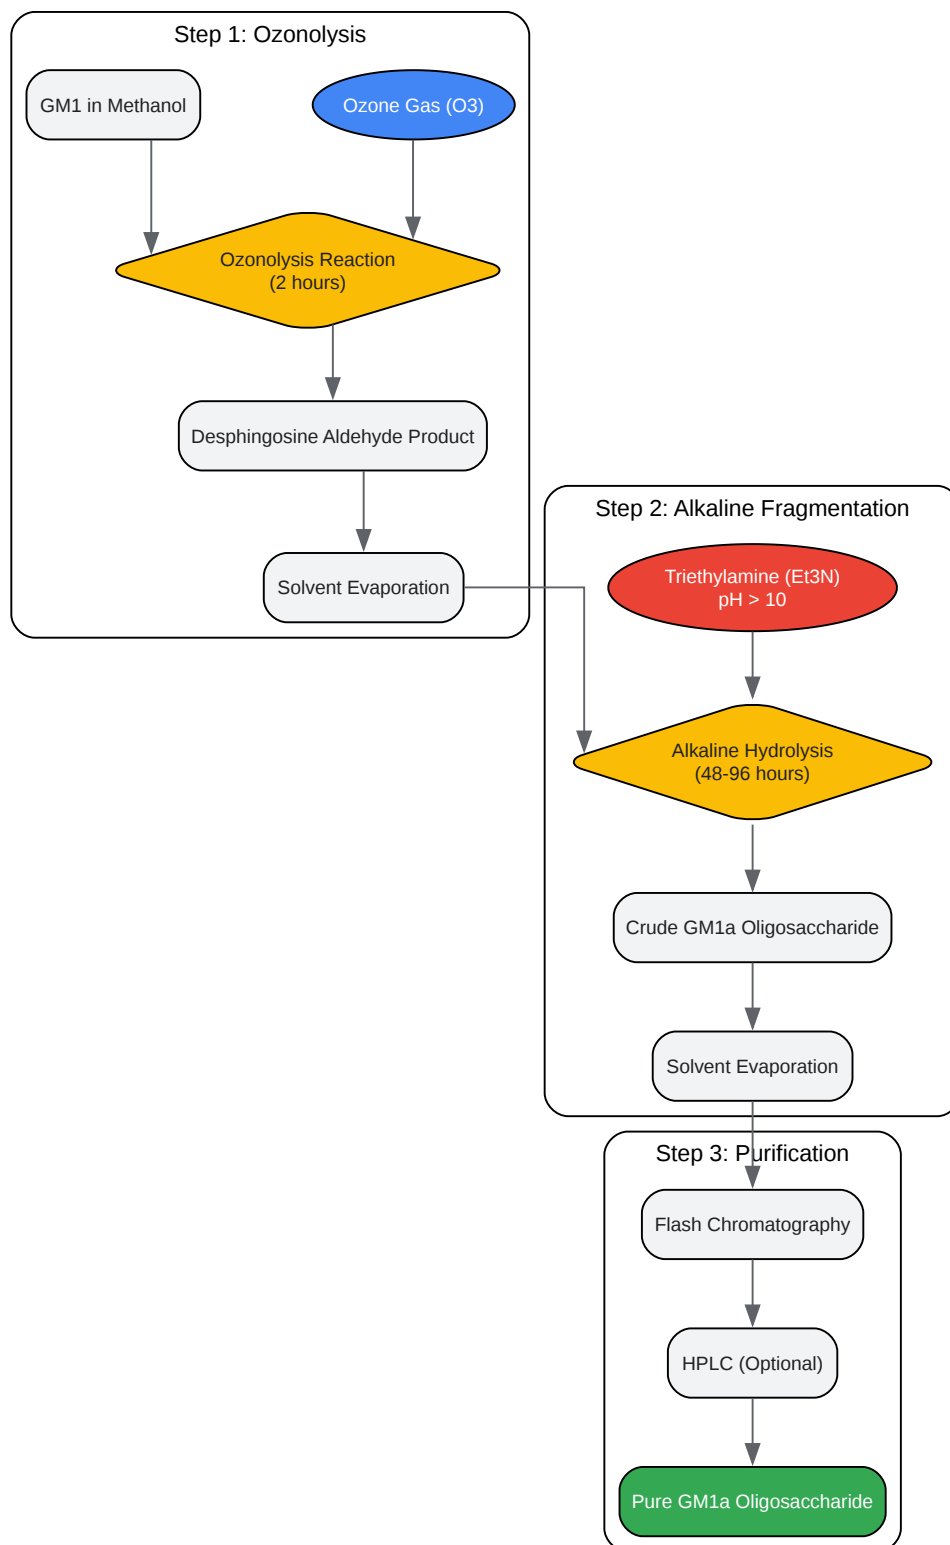 Step 1: Ozonolysis
GM1 in Methanol
Ozone Gas (O3)
Ozonolysis Reaction
(2 hours)
Desphingosine Aldehyde Product
Solvent Evaporation
Step 2: Alkaline Fragmentation
Triethylamine (Et3N)
pH > 10
Alkaline Hydrolysis
(48-96 hours)
Crude GM1a Oligosaccharide
Solvent Evaporation
Step 3: Purification
Flash Chromatography
HPLC (Optional)
Pure GM1a Oligosaccharide